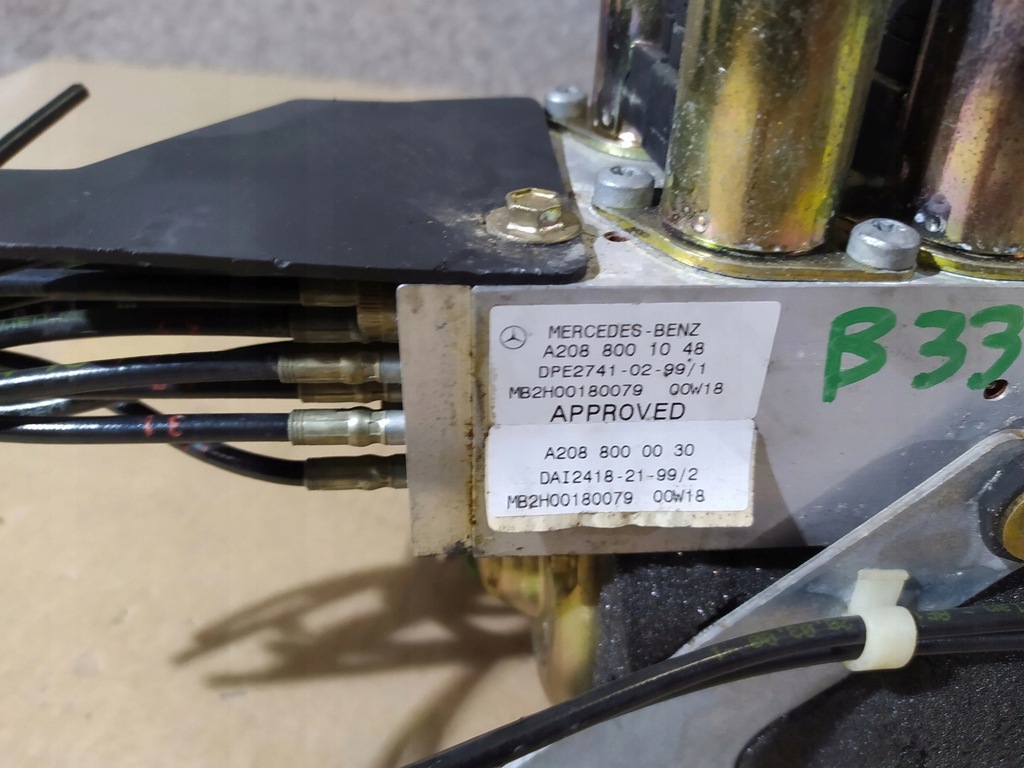 MERCEDES-BENZ
A208 800 10 48
DPE2741-02-99/1
MB2H00180079 00W18
APPROVED
A208 800 00 30
DAI2418-21-99/2
MB2H00180079 00W18
B33